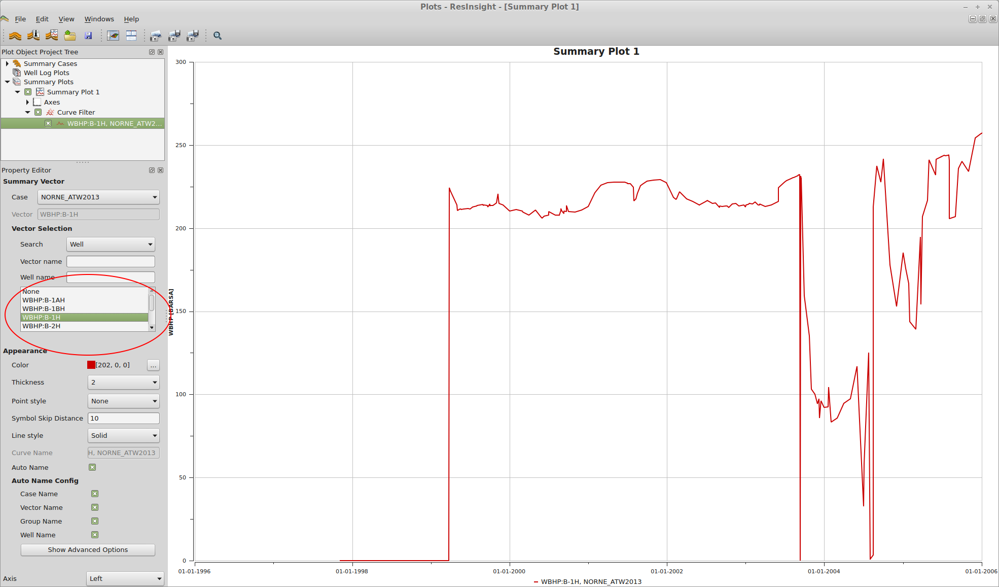 Plots - ResInsight - [Summary Plot 1]
File Edit View Windows Help
Plot Object Project Tree
Summary Cases
Well Log Plots
Summary Plots
Summary Plot 1
Axes
Curve Filter
WBHP:B-1H, NORNE_ATW2...
Property Editor
Summary Vector
Case NORNE_ATW2013
Vector WBHP:B-1H
Vector Selection
Search Well
Vector name
Well name
None
WBHP:B-1AH
WBHP:B-1BH
WBHP:B-1H
WBHP:B-2H
Appearance
Color [202, 0, 0] ...
Thickness 2
Point style None
Symbol Skip Distance 10
Line style Solid
Curve Name H, NORNE_ATW2013
Auto Name
Auto Name Config
Case Name
Vector Name
Group Name
Well Name
Show Advanced Options
Axis Left
Summary Plot 1
300
250
200
150
100
50
0
WBHP [BARSA]
01-01-1996 01-01-1998 01-01-2000 01-01-2002 01-01-2004 01-01-2006
WBHP:B-1H, NORNE_ATW2013